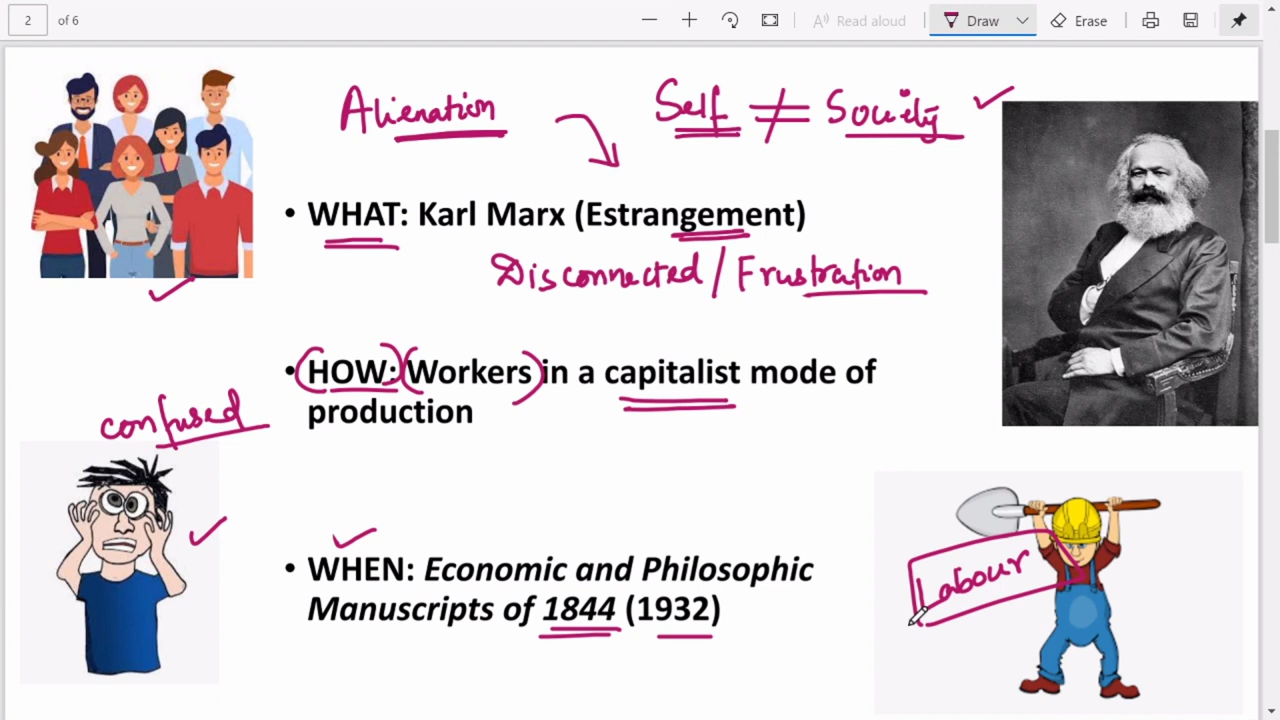 2 of 6
Read aloud
Draw
Erase
Alienation
Self ≠ Society
• WHAT: Karl Marx (Estrangement)
Disconnected / Frustration
• HOW: Workers in a capitalist mode of
production
confused
• WHEN: Economic and Philosophic
Manuscripts of 1844 (1932)
Labour